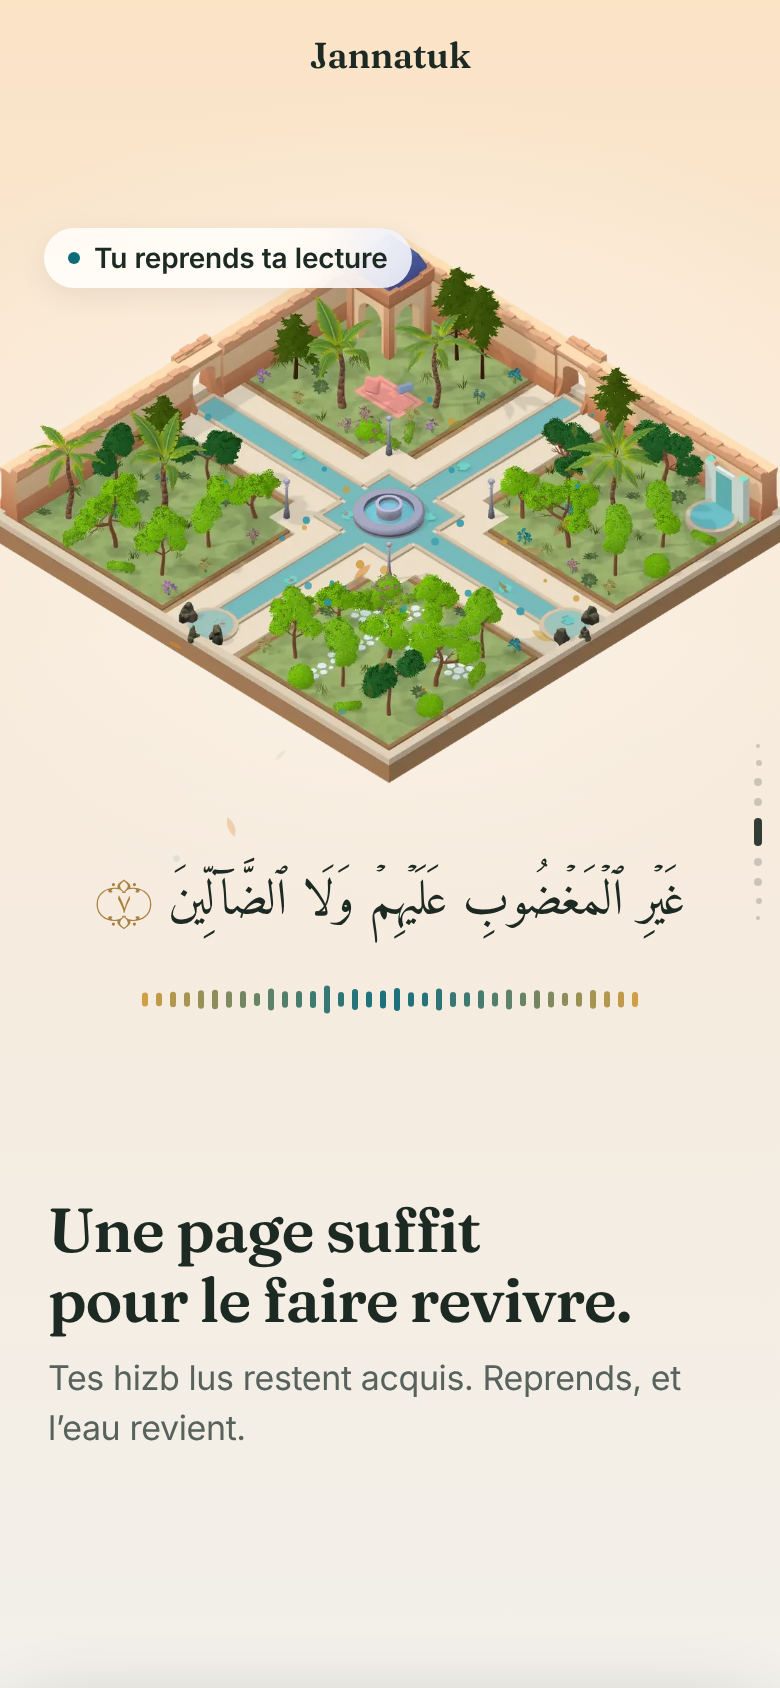 Jannatuk
Tu reprends ta lecture
غَيۡرِ ٱلۡمَغۡضُوبِ عَلَيۡهِمۡ وَلَا ٱلضَّآلِّينَ ٧
Une page suffit
pour le faire revivre.
Tes hizb lus restent acquis. Reprends, et
l’eau revient.